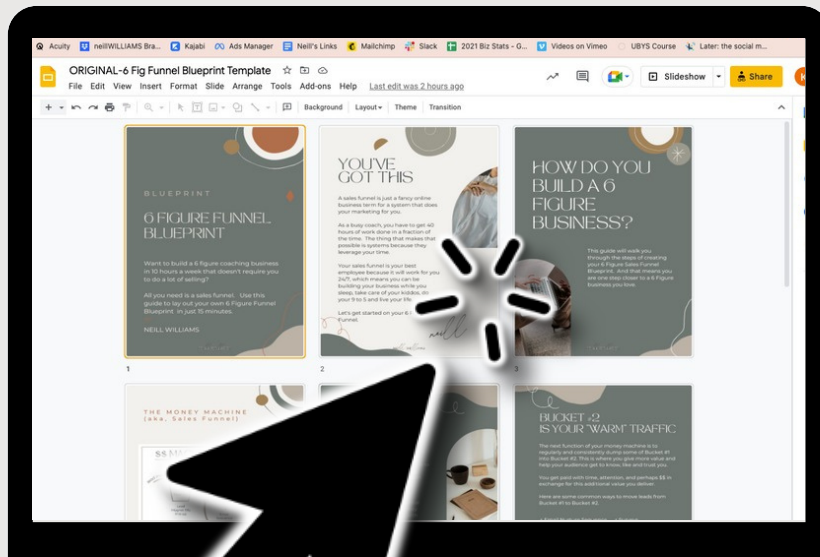 Acuity neillWILLIAMS Bra... Kajabi Ads Manager Neill's Links Mailchimp Slack 2021 Biz Stats - G... Videos on Vimeo UBYS Course Later: the social m...
ORIGINAL-6 Fig Funnel Blueprint Template
File Edit View Insert Format Slide Arrange Tools Add-ons Help Last edit was 2 hours ago
Slideshow
Share
Background Layout Theme Transition
BLUEPRINT
6 FIGURE FUNNEL
BLUEPRINT
Want to build a 6 figure coaching business
in 10 hours a week that doesn't require you
to do a lot of selling?
All you need is a sales funnel. Use this
guide to lay out your own 6 Figure Funnel
Blueprint in just 15 minutes.
NEILL WILLIAMS
1
YOU'VE
GOT THIS
A sales funnel is just a fancy online
business term for a system that does
your marketing for you.
As a busy coach, you have to get 40
hours of work done in a fraction of
the time. The thing that makes that
possible is systems because they
leverage your time.
Your sales funnel is your best
employee because it will work for you
24/7, which means you can be
building your business while you
sleep, take care of your kiddos, do
your 9 to 5 and live your life.
Let's get started on your 6
Funnel.
neill
2
HOW DO YOU
BUILD A 6
FIGURE
BUSINESS?
This guide will walk you
through the steps of creating
your 6 Figure Sales Funnel
Blueprint. And that means you
are one step closer to a 6 Figure
business you love.
3
THE MONEY MACHINE
(aka, Sales Funnel)
BUCKET #2
IS YOUR "WARM" TRAFFIC
The next function of your money machine is to
regularly and consistently dump some of Bucket #1
into Bucket #2. This is where you give more value and
help your audience get to know, like and trust you.
You get paid with time, attention, and perhaps $$ in
exchange for this additional value you deliver.
Here are some common ways to move leads from
Bucket #1 to Bucket #2.